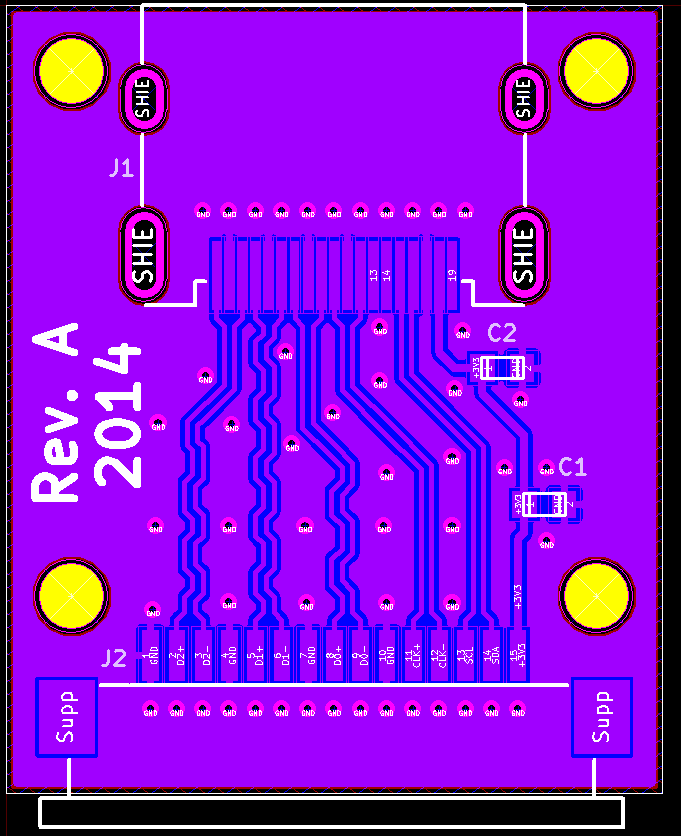 SHIE SHIE
J1
GND GND GND GND GND GND GND GND GND GND GND
SHIE SHIE
13 14 19
GND GND
C2
GND
+3V3 1 GND 2
GND GND GND
GND
Rev. A
2014
GND
GND GND
GND
GND GND GND
C1
GND
+3V3 1 GND 2
GND GND GND GND GND
GND
+3V3
GND GND GND GND GND
J2
1 GND
2 D2+
3 D2-
4 GND
5 D1+
6 D1-
7 GND
8 D0+
9 D0-
10 GND
11 CLK+
12 CLK-
13 SCL
14 SDA
15 +3V3
Supp Supp
GND GND GND GND GND GND GND GND GND GND GND GND GND GND GND